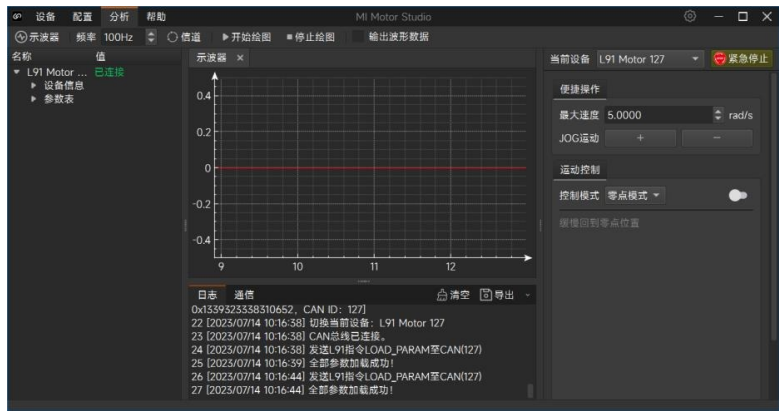 设备 配置 分析 帮助 MI Motor Studio
示波器 频率 100Hz 信道 开始绘图 停止绘图 输出波形数据
名称 值
L91 Motor ... 已连接
设备信息
参数表
示波器 ×
0.4
0.2
0
-0.2
-0.4
9 10 11 12
日志 通信 清空 导出
0x1339323338310652, CAN ID: 127]
22 [2023/07/14 10:16:38] 切换当前设备: L91 Motor 127
23 [2023/07/14 10:16:38] CAN总线已连接。
24 [2023/07/14 10:16:38] 发送L91指令LOAD_PARAM至CAN(127)
25 [2023/07/14 10:16:39] 全部参数加载成功!
26 [2023/07/14 10:16:44] 发送L91指令LOAD_PARAM至CAN(127)
27 [2023/07/14 10:16:44] 全部参数加载成功!
当前设备 L91 Motor 127 紧急停止
便捷操作
最大速度 5.0000 rad/s
JOG运动 + −
运动控制
控制模式 零点模式
缓慢回到零点位置